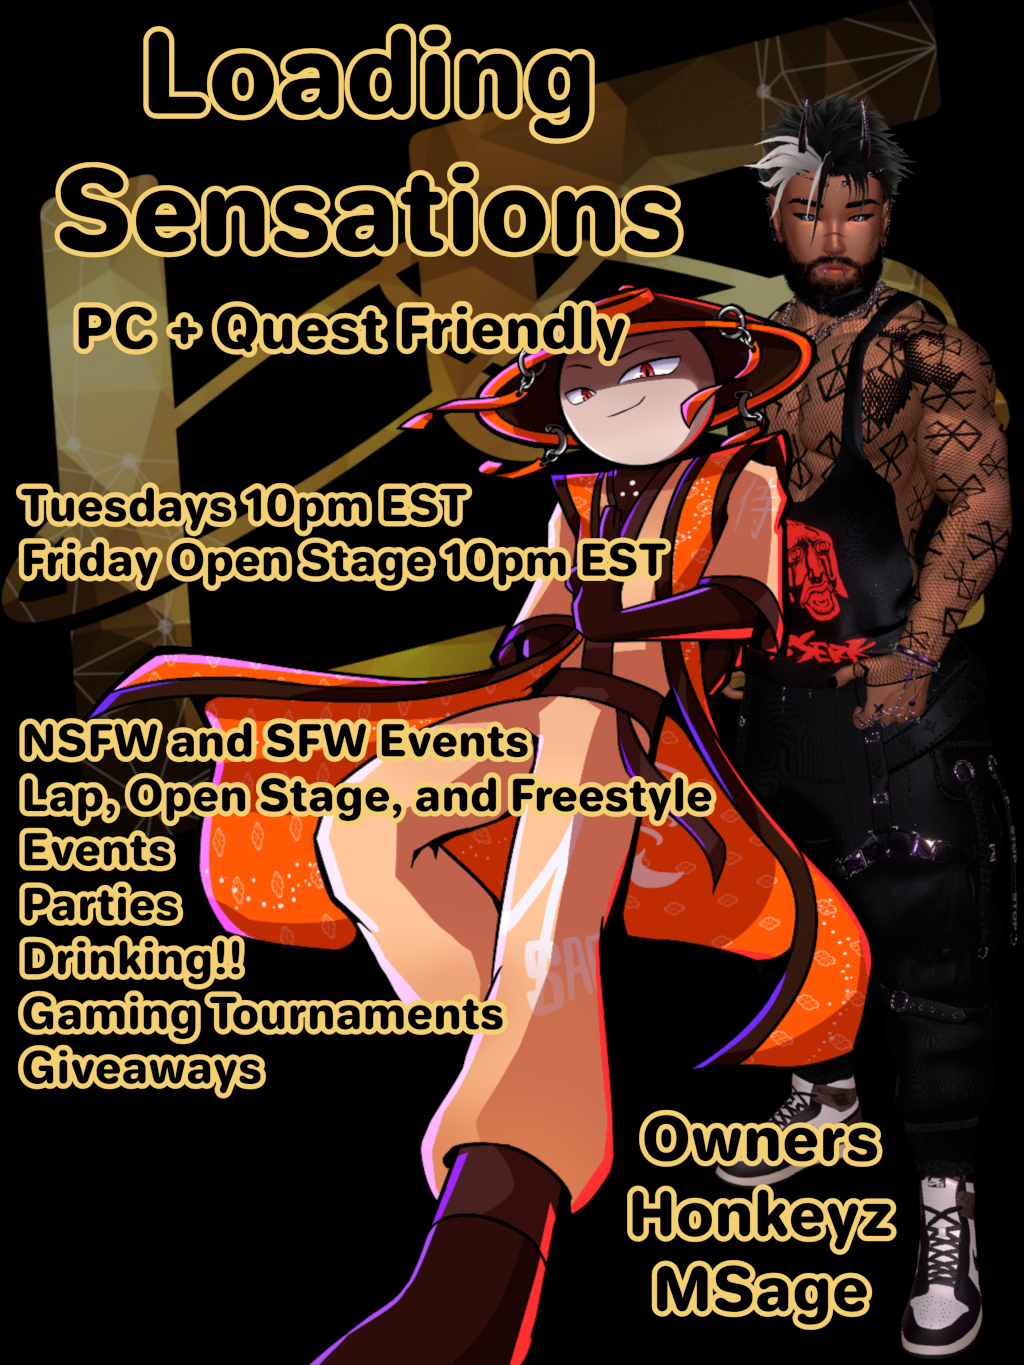 Loading
Sensations
PC + Quest Friendly
Tuesdays 10pm EST
Friday Open Stage 10pm EST
NSFW and SFW Events
Lap, Open Stage, and Freestyle
Events
Parties
Drinking!!
Gaming Tournaments
Giveaways
Owners
Honkeyz
MSage